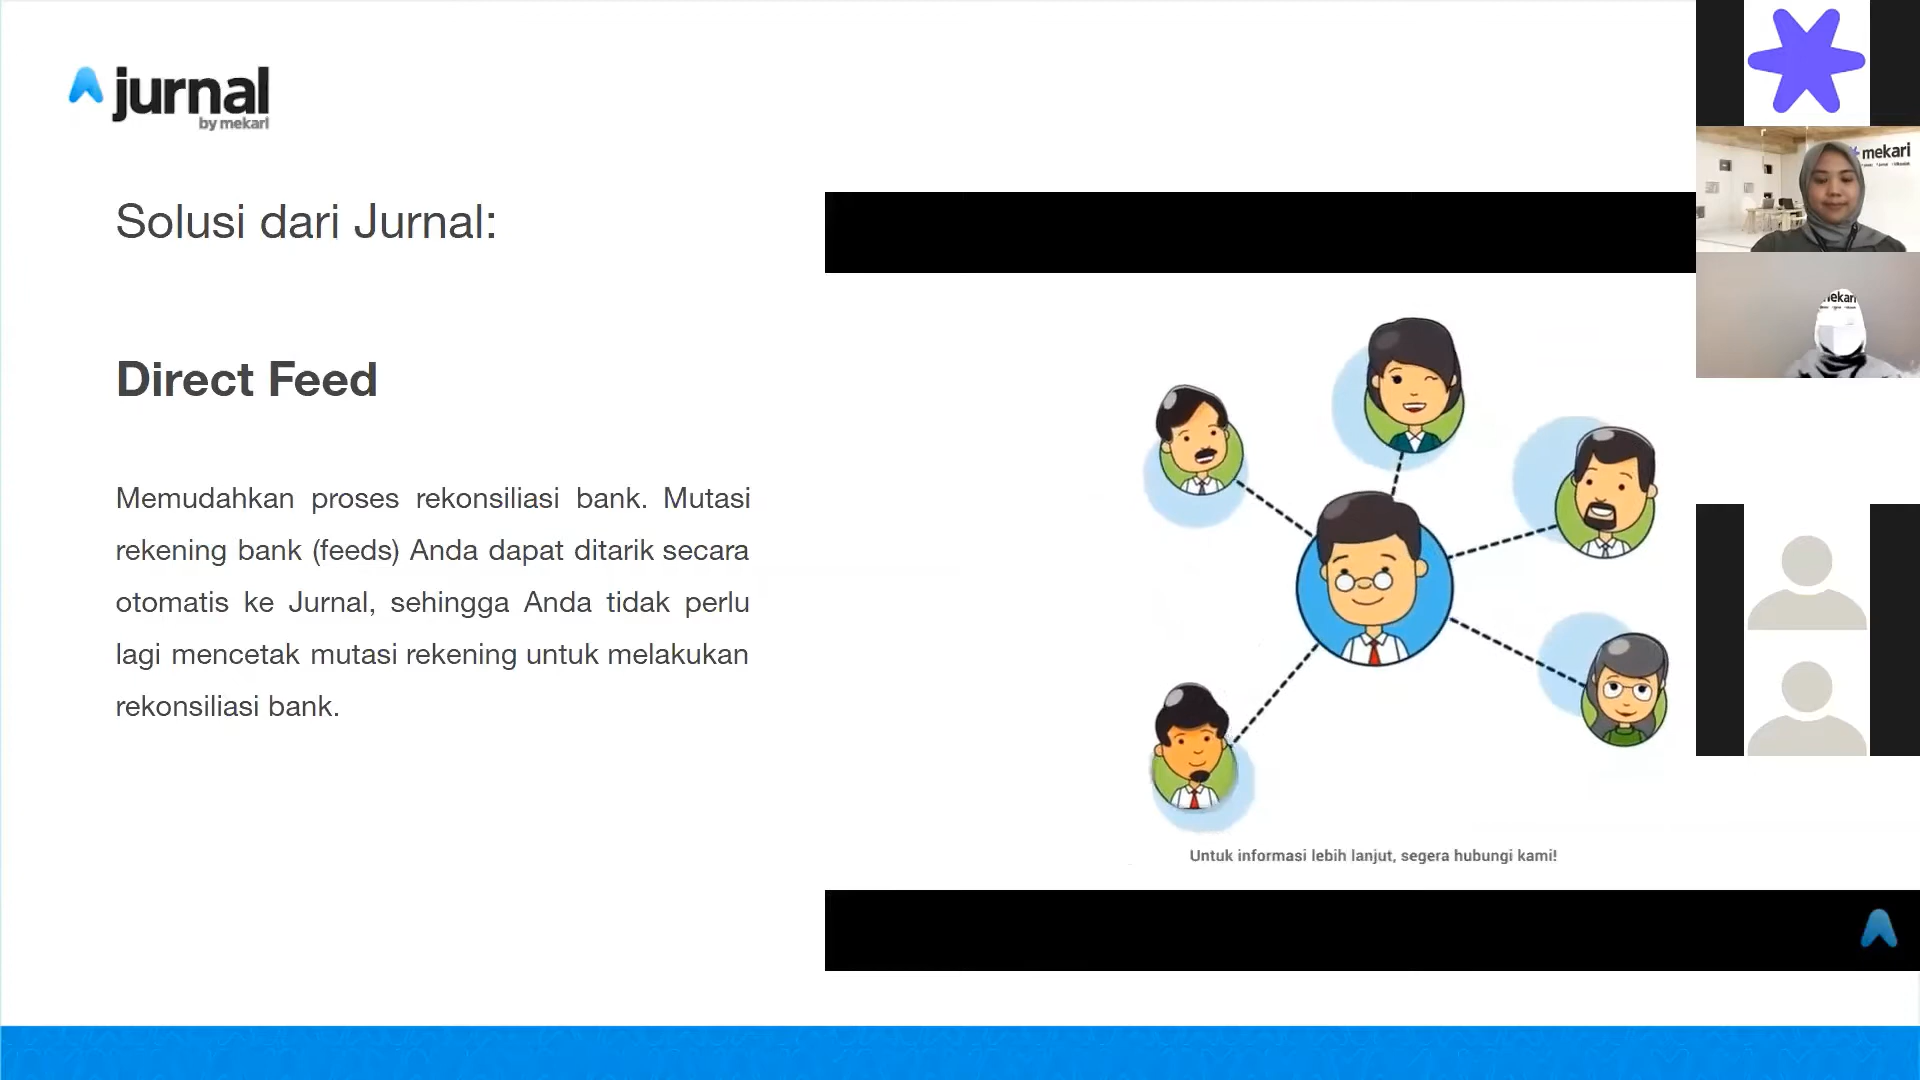 jurnal
by mekari
Solusi dari Jurnal:
Direct Feed
Memudahkan proses rekonsiliasi bank. Mutasi
rekening bank (feeds) Anda dapat ditarik secara
otomatis ke Jurnal, sehingga Anda tidak perlu
lagi mencetak mutasi rekening untuk melakukan
rekonsiliasi bank.
Untuk informasi lebih lanjut, segera hubungi kami!
mekari